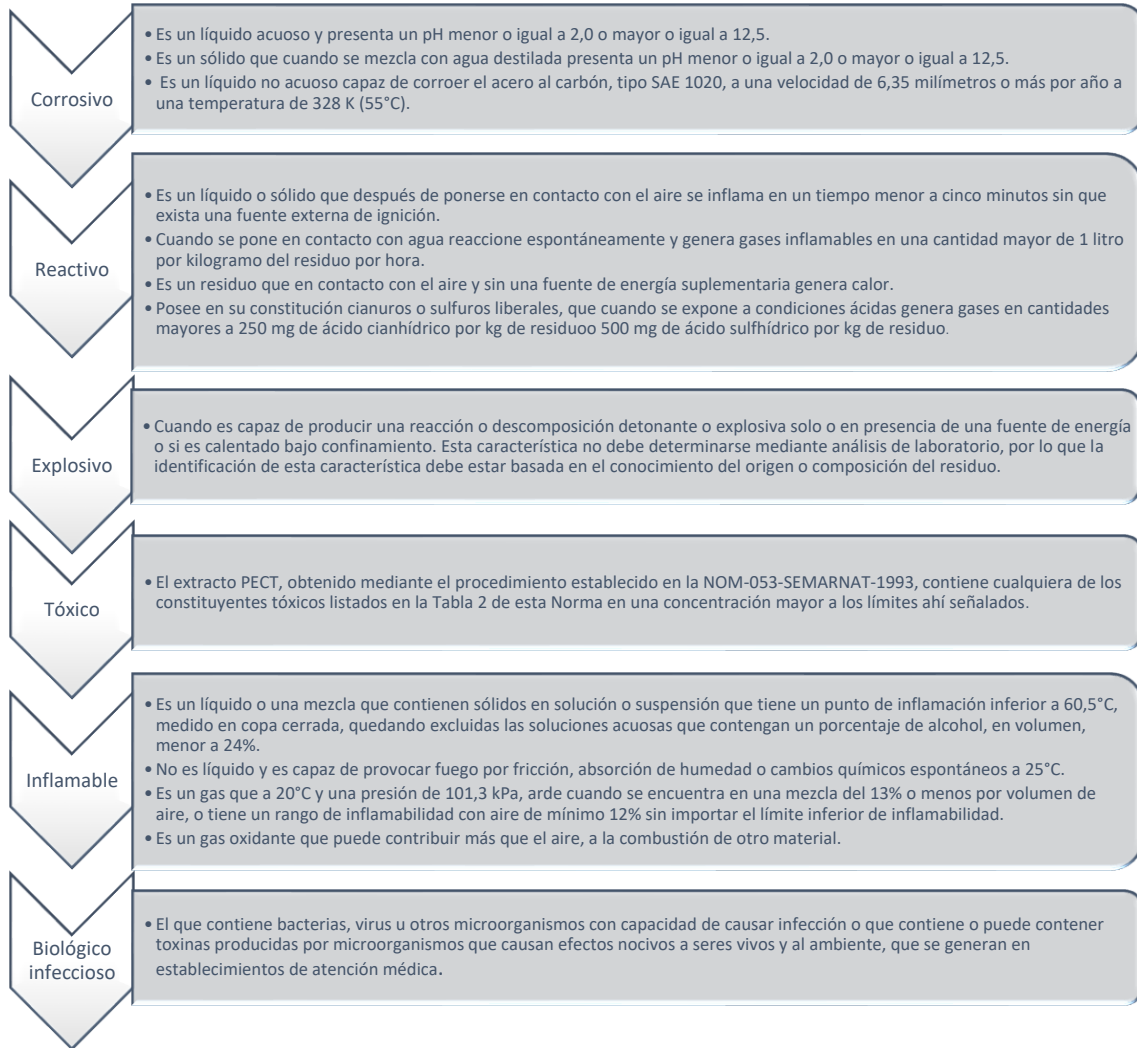 Corrosivo
• Es un líquido acuoso y presenta un pH menor o igual a 2,0 o mayor o igual a 12,5.
• Es un sólido que cuando se mezcla con agua destilada presenta un pH menor o igual a 2,0 o mayor o igual a 12,5.
• Es un líquido no acuoso capaz de corroer el acero al carbón, tipo SAE 1020, a una velocidad de 6,35 milímetros o más por año a
una temperatura de 328 K (55°C).
Reactivo
• Es un líquido o sólido que después de ponerse en contacto con el aire se inflama en un tiempo menor a cinco minutos sin que
exista una fuente externa de ignición.
• Cuando se pone en contacto con agua reaccione espontáneamente y genera gases inflamables en una cantidad mayor de 1 litro
por kilogramo del residuo por hora.
• Es un residuo que en contacto con el aire y sin una fuente de energía suplementaria genera calor.
• Posee en su constitución cianuros o sulfuros liberales, que cuando se expone a condiciones ácidas genera gases en cantidades
mayores a 250 mg de ácido cianhídrico por kg de residuoo 500 mg de ácido sulfhídrico por kg de residuo.
Explosivo
• Cuando es capaz de producir una reacción o descomposición detonante o explosiva solo o en presencia de una fuente de energía
o si es calentado bajo confinamiento. Esta característica no debe determinarse mediante análisis de laboratorio, por lo que la
identificación de esta característica debe estar basada en el conocimiento del origen o composición del residuo.
Tóxico
• El extracto PECT, obtenido mediante el procedimiento establecido en la NOM-053-SEMARNAT-1993, contiene cualquiera de los
constituyentes tóxicos listados en la Tabla 2 de esta Norma en una concentración mayor a los límites ahí señalados.
Inflamable
• Es un líquido o una mezcla que contienen sólidos en solución o suspensión que tiene un punto de inflamación inferior a 60,5°C,
medido en copa cerrada, quedando excluidas las soluciones acuosas que contengan un porcentaje de alcohol, en volumen,
menor a 24%.
• No es líquido y es capaz de provocar fuego por fricción, absorción de humedad o cambios químicos espontáneos a 25°C.
• Es un gas que a 20°C y una presión de 101,3 kPa, arde cuando se encuentra en una mezcla del 13% o menos por volumen de
aire, o tiene un rango de inflamabilidad con aire de mínimo 12% sin importar el límite inferior de inflamabilidad.
• Es un gas oxidante que puede contribuir más que el aire, a la combustión de otro material.
Biológico
infeccioso
• El que contiene bacterias, virus u otros microorganismos con capacidad de causar infección o que contiene o puede contener
toxinas producidas por microorganismos que causan efectos nocivos a seres vivos y al ambiente, que se generan en
establecimientos de atención médica.